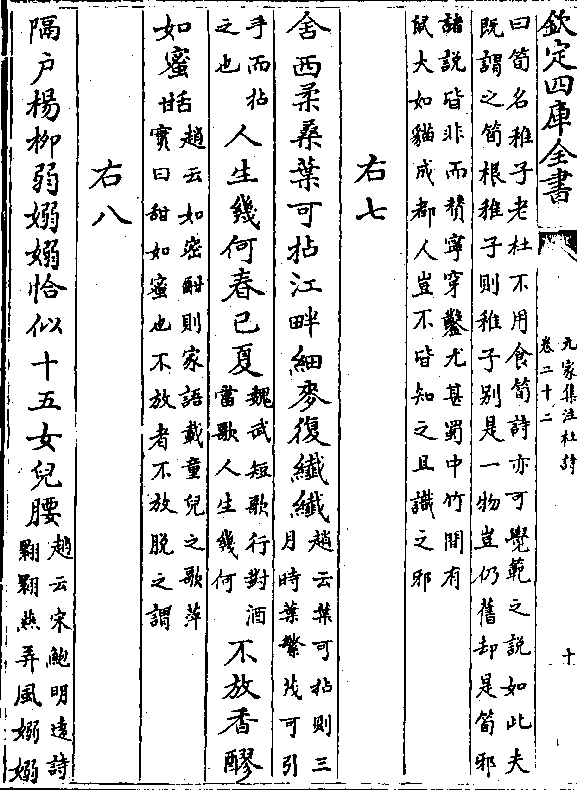 欽定四庫全書
九家集注杜詩
卷二十二
十
曰筍名稚子老杜不用食筍詩亦可覺範之説如此夫
既謂之筍根稚子則稚子别是一物豈仍舊却是筍邪
諸説皆非而贊寧穿鑿尤甚蜀中竹間有
鼠大如貓成都人豈不皆知之且識之邪
右七
舍西柔桑葉可拈江畔細麥復纖纖趙云葉可拈則三
月時葉繁茂可引
手而拈
之也人生幾何春已夏魏武短歌行對酒
當歌人生幾何不放香醪
如蜜甜趙云如密酣則家語載童兒之歌萍
實曰甜如蜜也不放者不放脱之謂
右八
隔户楊柳弱嫋嫋恰似十五女兒腰趙云宋鮑明遠詩
翾翾燕弄風嫋嫋